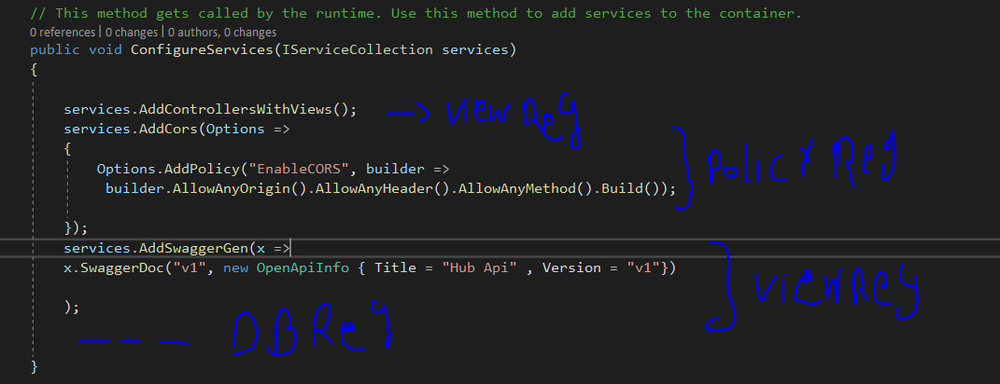 // This method gets called by the runtime. Use this method to add services to the container.
0 references | 0 changes | 0 authors, 0 changes
public void ConfigureServices(IServiceCollection services)
{
services.AddControllersWithViews(); —> view Reg
services.AddCors(Options =>
{
Options.AddPolicy("EnableCORS", builder =>
builder.AllowAnyOrigin().AllowAnyHeader().AllowAnyMethod().Build()); } Policy Reg
});
services.AddSwaggerGen(x =>
x.SwaggerDoc("v1", new OpenApiInfo { Title = "Hub Api" , Version = "v1"}) } View Reg
);
— — — DB Reg
}